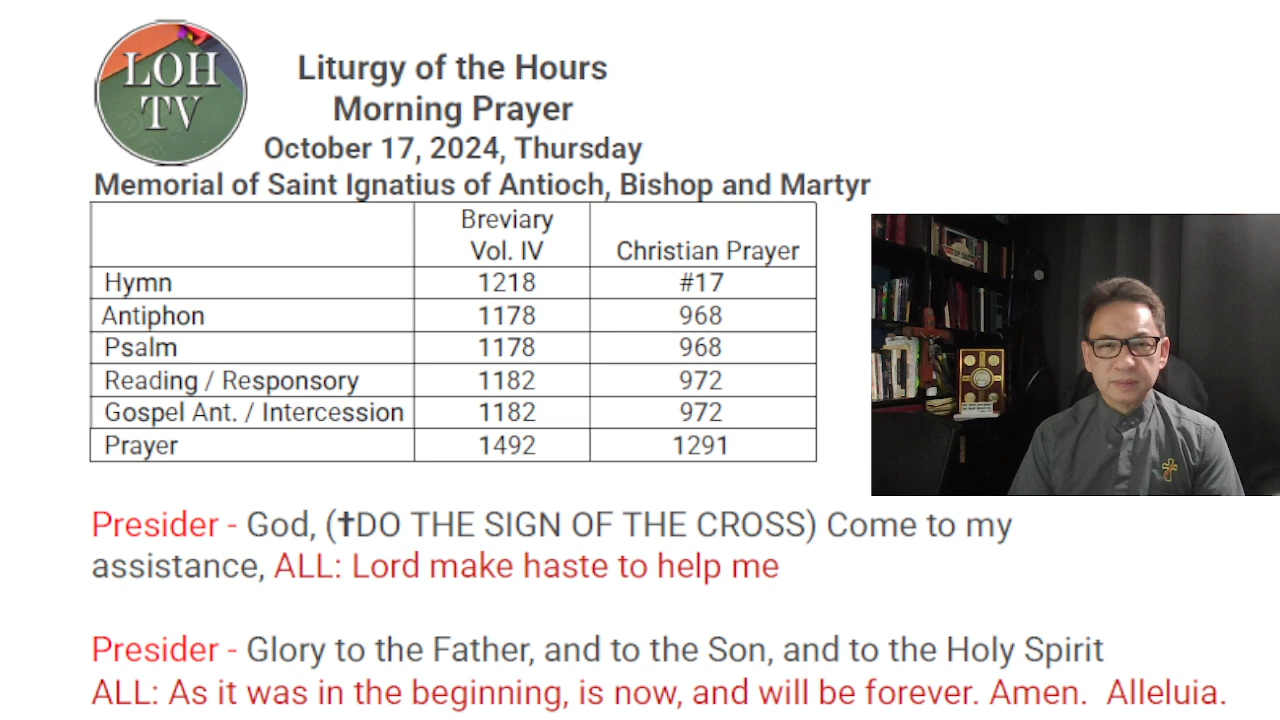 LOH
TV
Liturgy of the Hours
Morning Prayer
October 17, 2024, Thursday
Memorial of Saint Ignatius of Antioch, Bishop and Martyr
Breviary
Vol. IV Christian Prayer
Hymn 1218 #17
Antiphon 1178 968
Psalm 1178 968
Reading / Responsory 1182 972
Gospel Ant. / Intercession 1182 972
Prayer 1492 1291
Presider - God, (✝DO THE SIGN OF THE CROSS) Come to my
assistance, ALL: Lord make haste to help me
Presider - Glory to the Father, and to the Son, and to the Holy Spirit
ALL: As it was in the beginning, is now, and will be forever. Amen.  Alleluia.